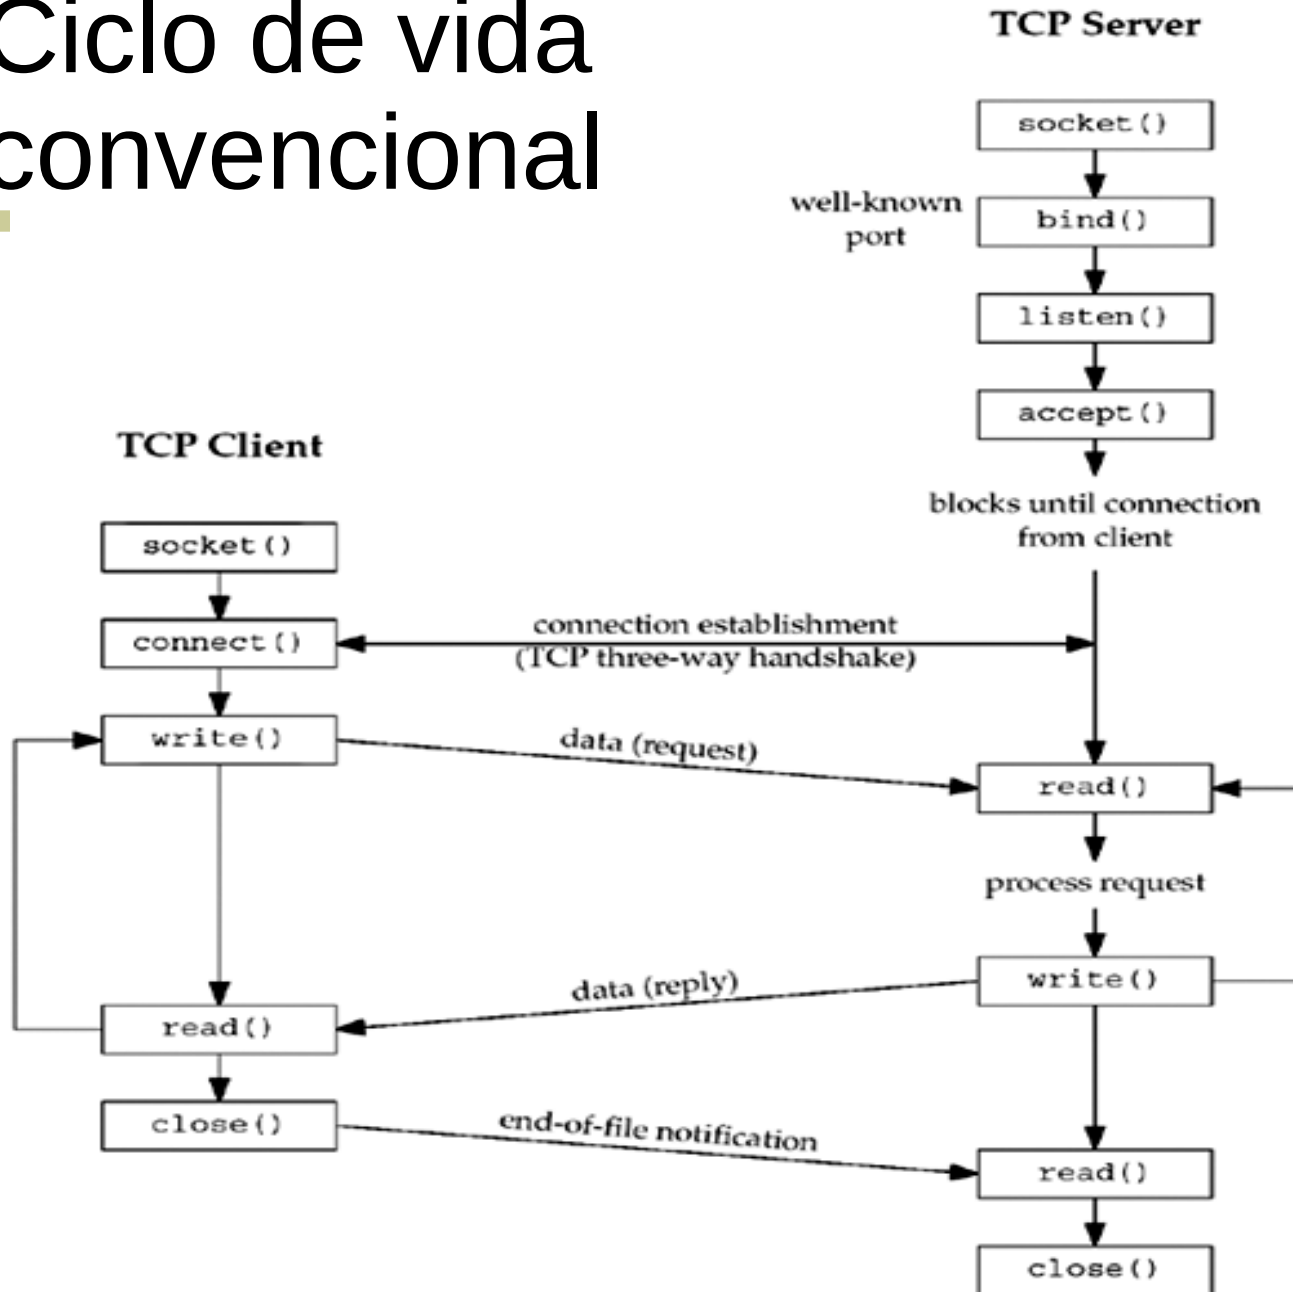 Ciclo de vida
convencional
TCP Server
socket()
well-known
port
bind()
listen()
accept()
blocks until connection
from client
TCP Client
socket()
connect()
connection establishment
(TCP three-way handshake)
write()
data (request)
read()
process request
write()
data (reply)
read()
close()
end-of-file notification
read()
close()